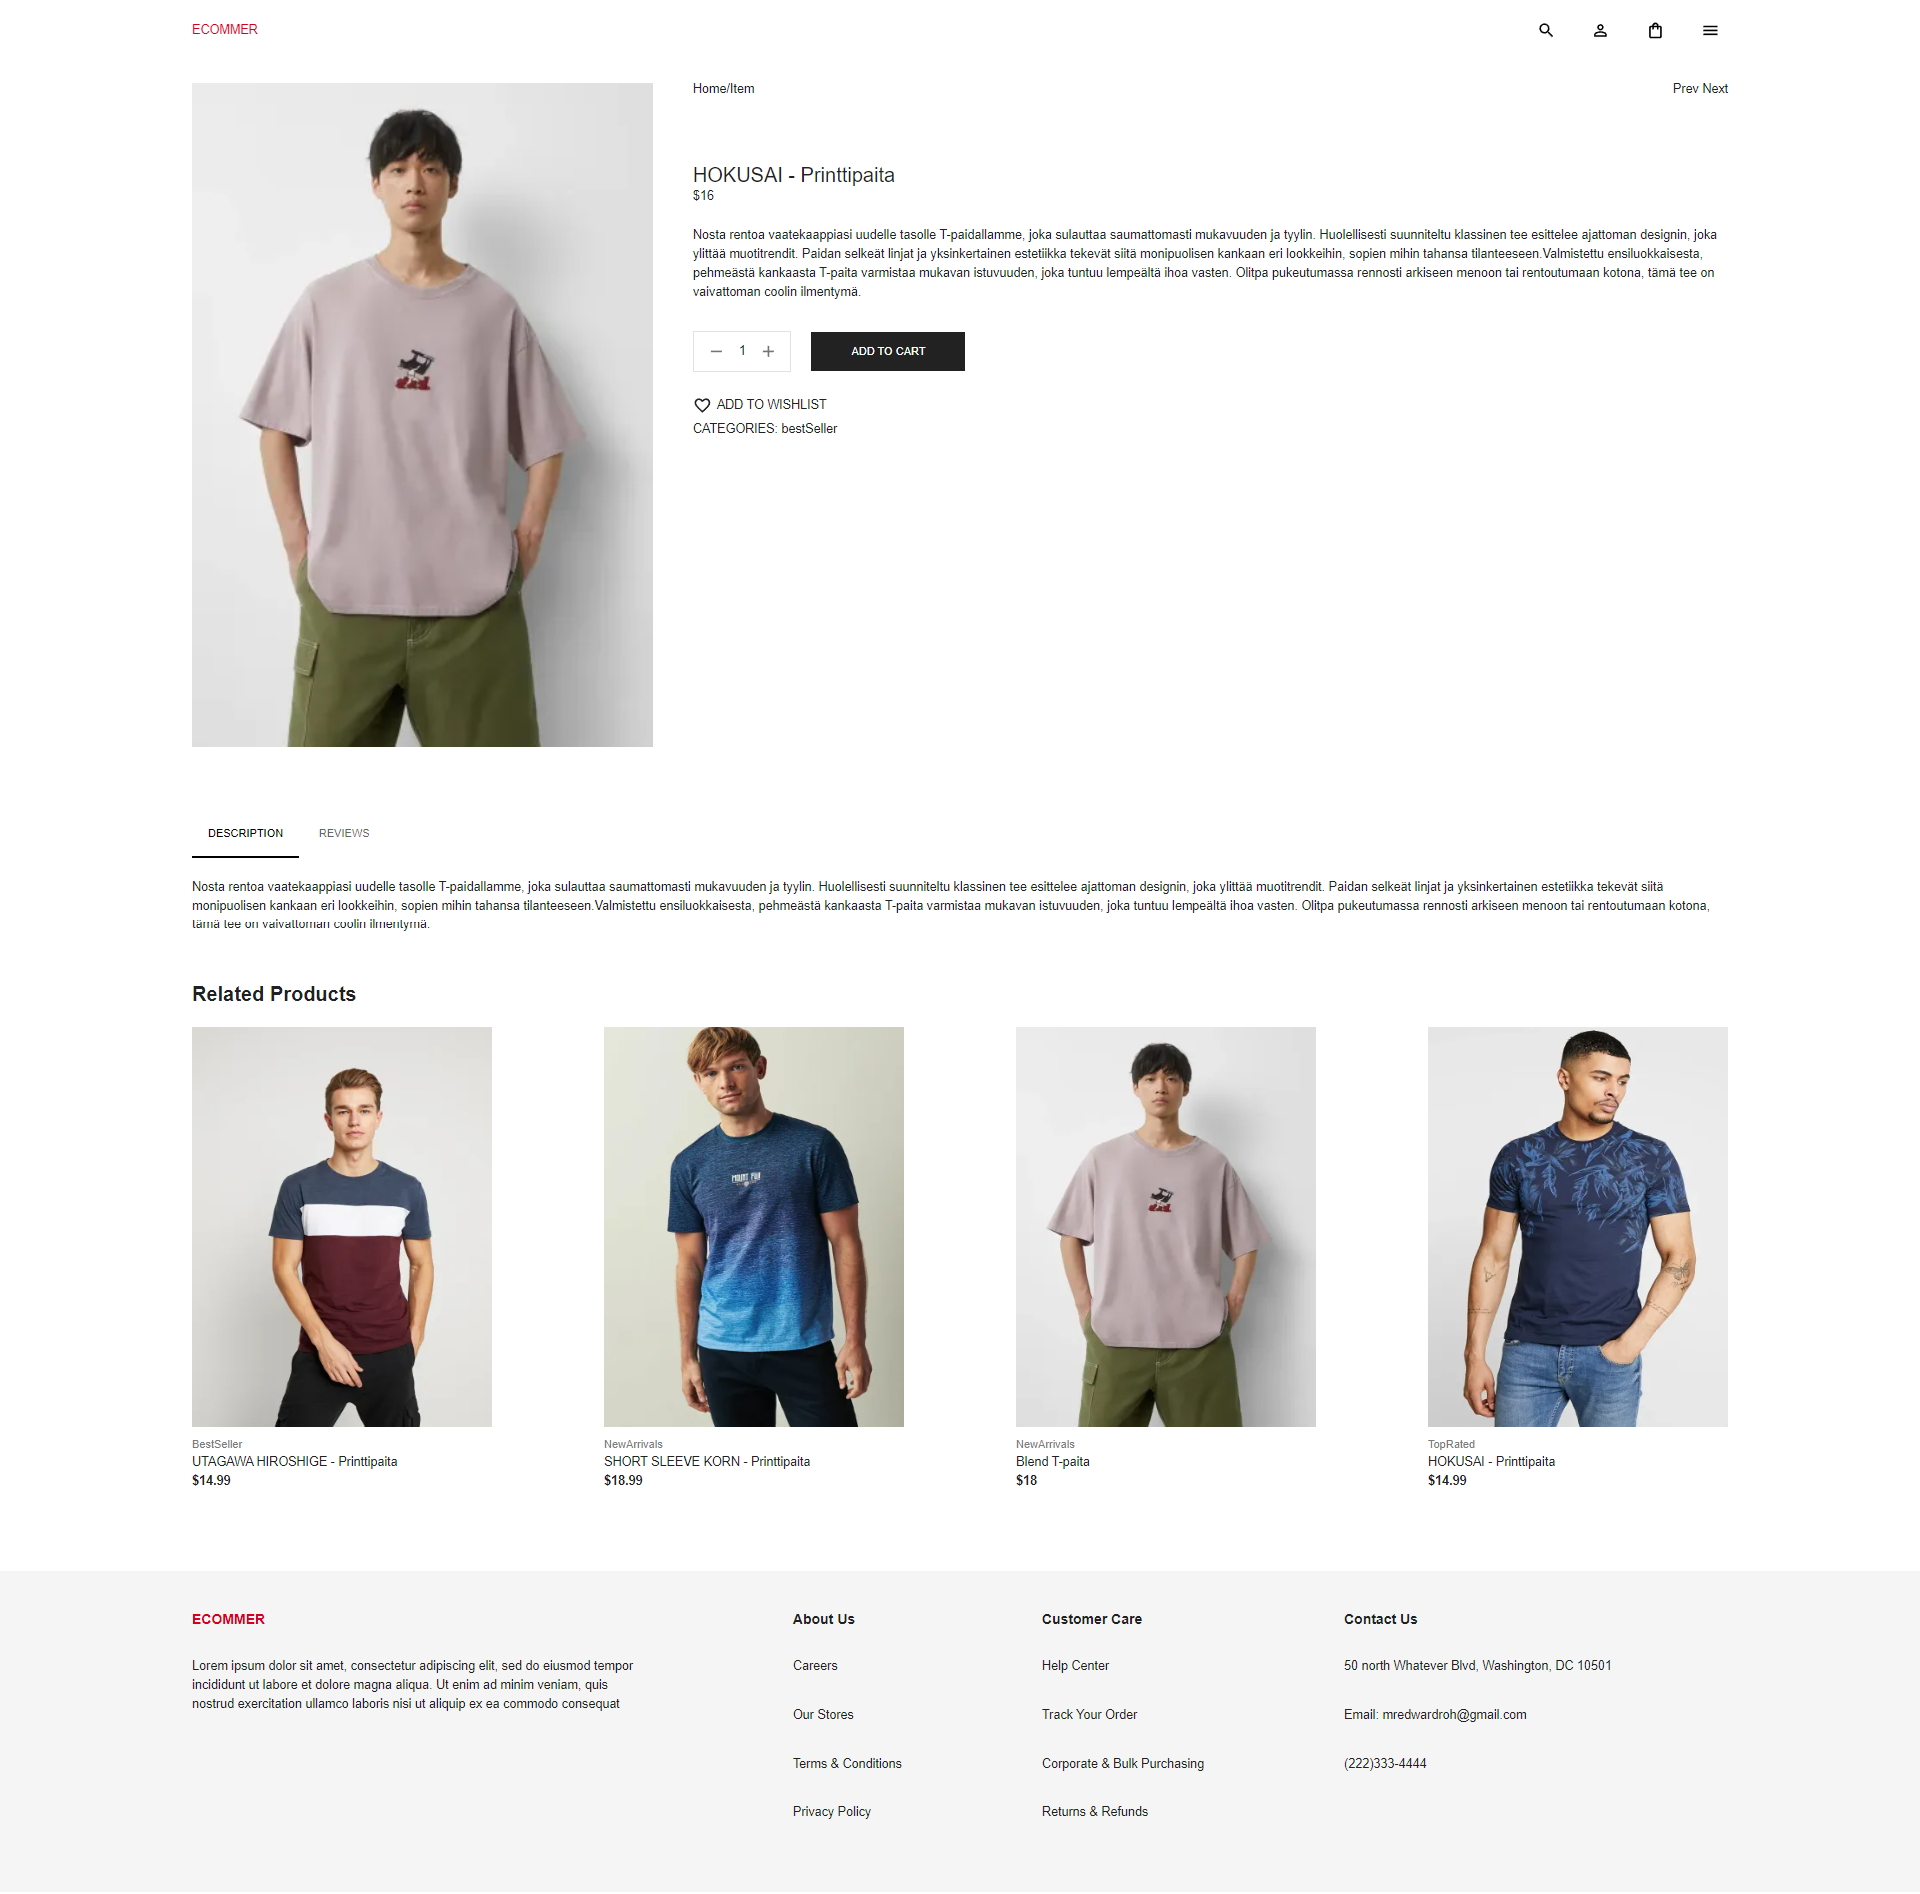 ECOMMER
Home/Item
Prev Next
HOKUSAI - Printtipaita
$16
Nosta rentoa vaatekaappiasi uudelle tasolle T-paidallamme, joka sulauttaa saumattomasti mukavuuden ja tyylin. Huolellisesti suunniteltu klassinen tee esittelee ajattoman designin, joka
ylittää muotitrendit. Paidan selkeät linjat ja yksinkertainen estetiikka tekevät siitä monipuolisen kankaan eri lookkeihin, sopien mihin tahansa tilanteeseen.Valmistettu ensiluokkaisesta,
pehmeästä kankaasta T-paita varmistaa mukavan istuvuuden, joka tuntuu lempeältä ihoa vasten. Olitpa pukeutumassa rennosti arkiseen menoon tai rentoutumaan kotona, tämä tee on
vaivattoman coolin ilmentymä.
1
ADD TO CART
ADD TO WISHLIST
CATEGORIES: bestSeller
DESCRIPTION
REVIEWS
Nosta rentoa vaatekaappiasi uudelle tasolle T-paidallamme, joka sulauttaa saumattomasti mukavuuden ja tyylin. Huolellisesti suunniteltu klassinen tee esittelee ajattoman designin, joka ylittää muotitrendit. Paidan selkeät linjat ja yksinkertainen estetiikka tekevät siitä
monipuolisen kankaan eri lookkeihin, sopien mihin tahansa tilanteeseen.Valmistettu ensiluokkaisesta, pehmeästä kankaasta T-paita varmistaa mukavan istuvuuden, joka tuntuu lempeältä ihoa vasten. Olitpa pukeutumassa rennosti arkiseen menoon tai rentoutumaan kotona,
tämä tee on vaivattoman coolin ilmentymä.
Related Products
MOUNT FUJI
BestSeller
UTAGAWA HIROSHIGE - Printtipaita
$14.99
NewArrivals
SHORT SLEEVE KORN - Printtipaita
$18.99
NewArrivals
Blend T-paita
$18
TopRated
HOKUSAI - Printtipaita
$14.99
ECOMMER
Lorem ipsum dolor sit amet, consectetur adipiscing elit, sed do eiusmod tempor
incididunt ut labore et dolore magna aliqua. Ut enim ad minim veniam, quis
nostrud exercitation ullamco laboris nisi ut aliquip ex ea commodo consequat
About Us
Careers
Our Stores
Terms & Conditions
Privacy Policy
Customer Care
Help Center
Track Your Order
Corporate & Bulk Purchasing
Returns & Refunds
Contact Us
50 north Whatever Blvd, Washington, DC 10501
Email: mredwardroh@gmail.com
(222)333-4444